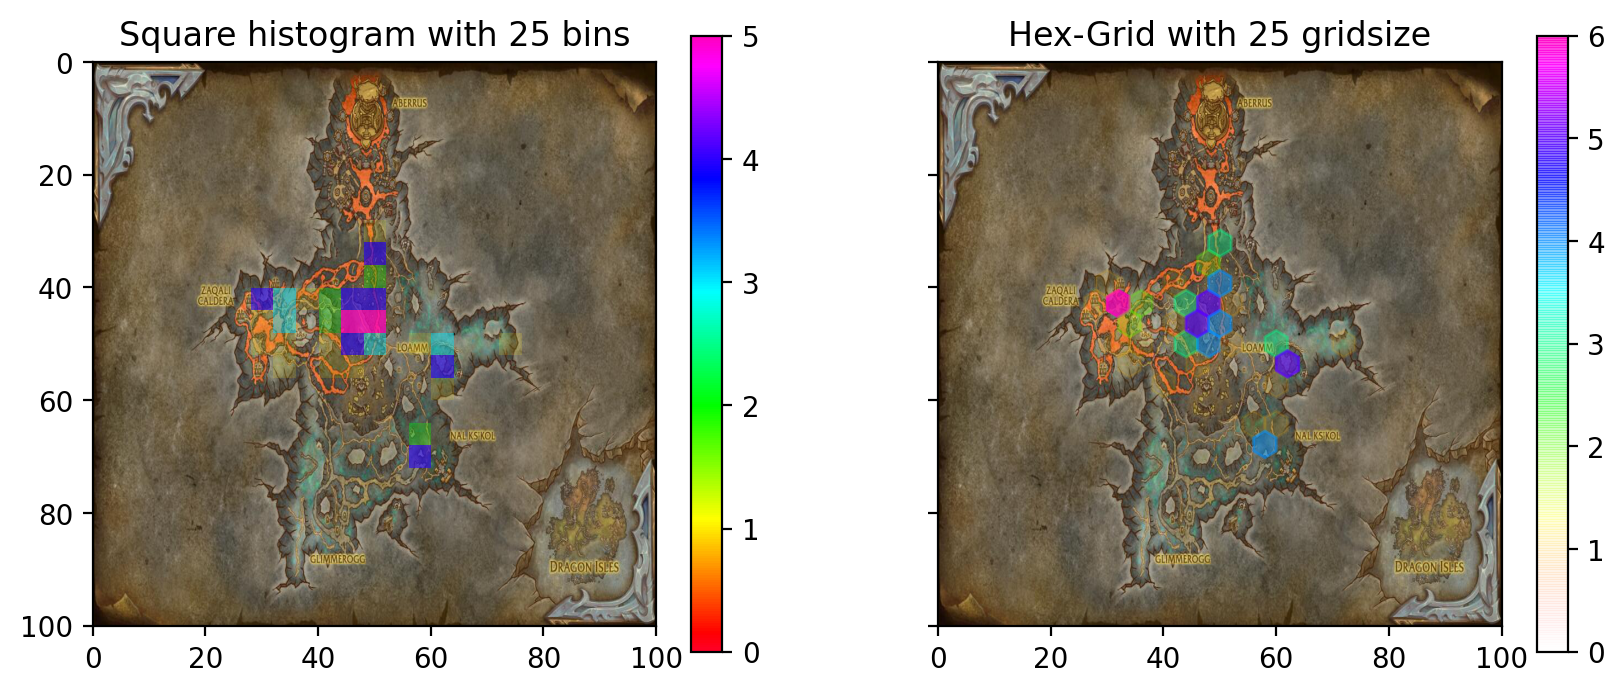 Square histogram with 25 bins
0
20
40
60
80
100
0
20
40
60
80
100
ABERRUS
ZAQALI
CALDERA
LOAMM
NAL KS'KOL
GLIMMEROGG
DRAGON ISLES
5
4
3
2
1
0
Hex-Grid with 25 gridsize
0
20
40
60
80
100
ABERRUS
ZAQALI
CALDERA
LOAMM
NAL KS'KOL
GLIMMEROGG
DRAGON ISLES
6
5
4
3
2
1
0